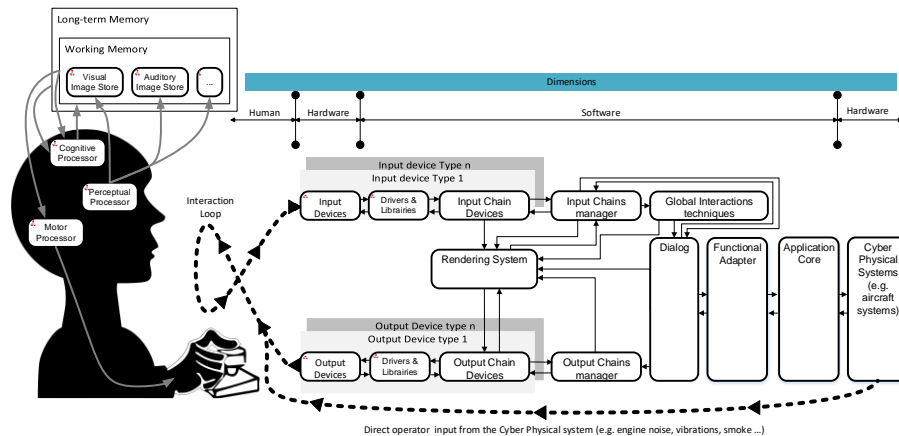 Long-term Memory
Working Memory
Visual
Image Store
Auditory
Image Store
...
Cognitive
Processor
Perceptual
Processor
Motor
Processor
Interaction
Loop
Dimensions
Human
Hardware
Software
Hardware
Input device Type n
Input device Type 1
Input
Devices
Drivers &
Librairies
Input Chain
Devices
Input Chains
manager
Global Interactions
techniques
Rendering System
Dialog
Functional
Adapter
Application
Core
Cyber
Physical
Systems
(e.g.
aircraft
systems)
Output Device type n
Output Device type 1
Output
Devices
Drivers &
Libraries
Output Chain
Devices
Output Chains
manager
Direct operator input from the Cyber Physical system (e.g. engine noise, vibrations, smoke ...)